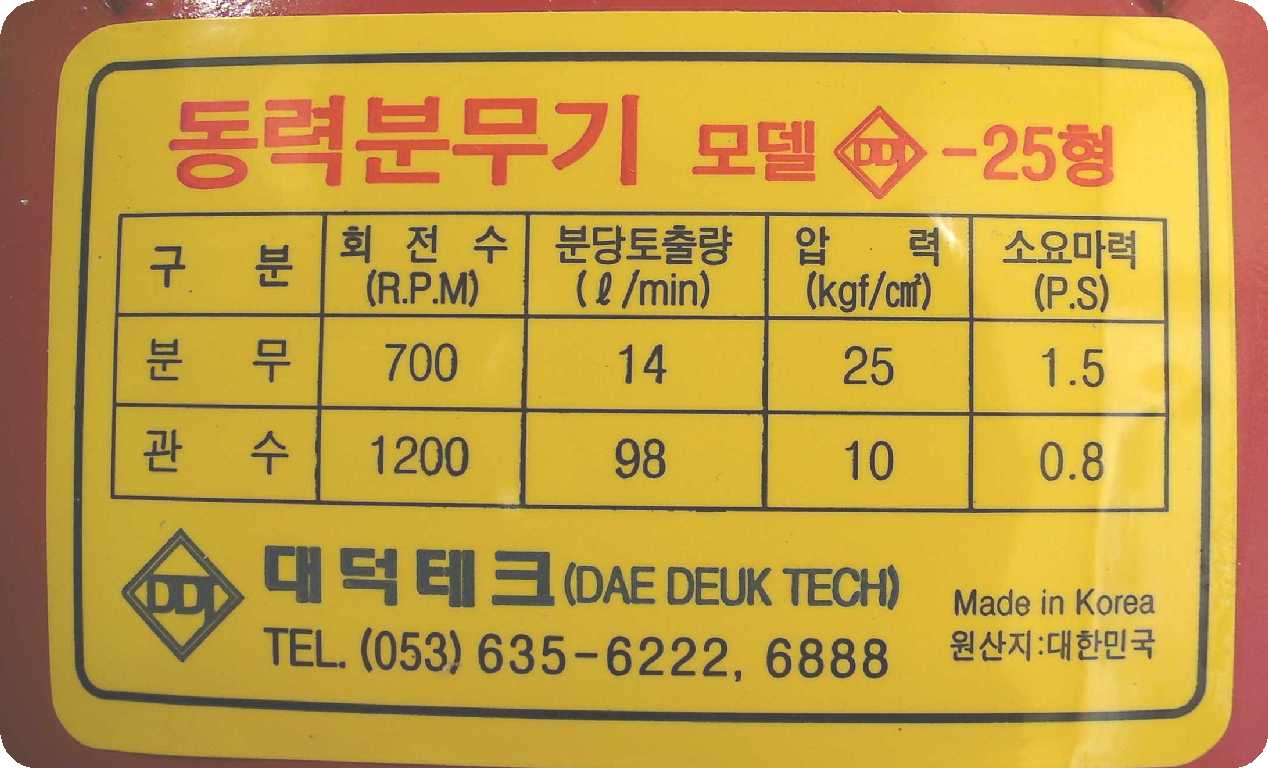 동력분무기 모델 DDT -25형
구 분 회 전 수 (R.P.M) 분당토출량 (ℓ/min) 압 력 (kgf/㎠) 소요마력 (P.S)
분 무 700 14 25 1.5
관 수 1200 98 10 0.8
DDT 대덕테크 (DAE DEUK TECH)
TEL. (053) 635-6222, 6888
Made in Korea
원산지:대한민국